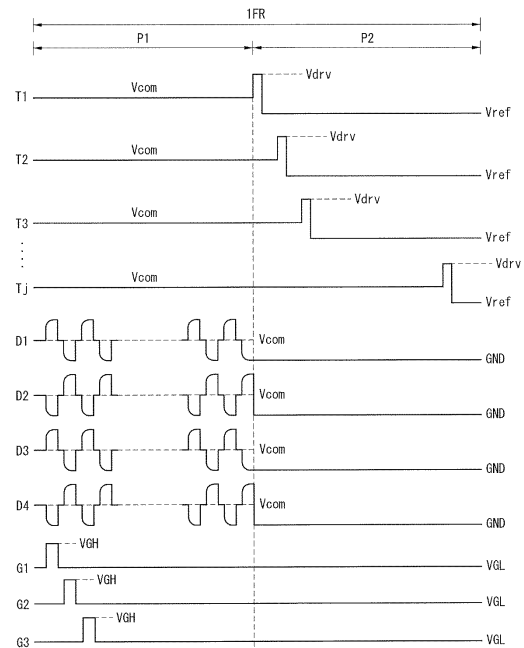 1FR
P1 P2
T1 Vcom Vdrv Vref
T2 Vcom Vdrv Vref
T3 Vcom Vdrv Vref
Tj Vcom Vdrv Vref
D1 Vcom GND
D2 Vcom GND
D3 Vcom GND
D4 Vcom GND
G1 VGH VGL
G2 VGH VGL
G3 VGH VGL